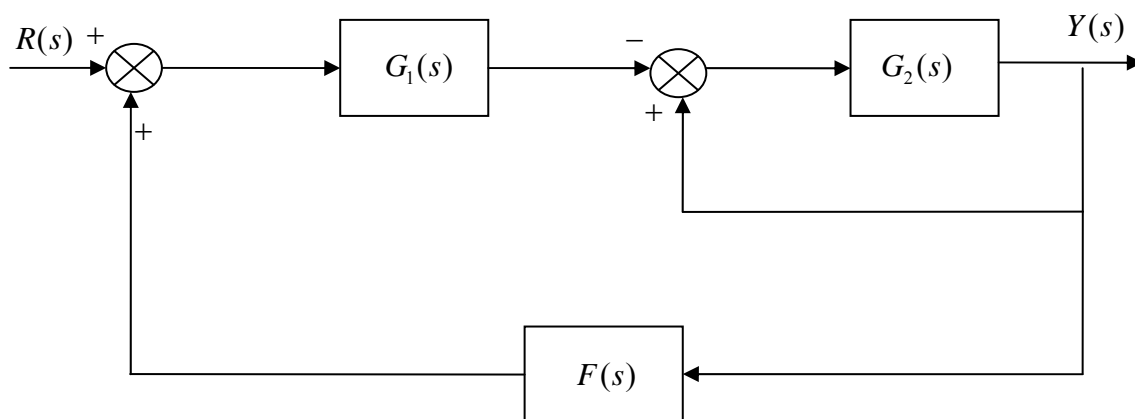 R(s) +
G₁(s)
−
+
G₂(s)
Y(s)
+
F(s)